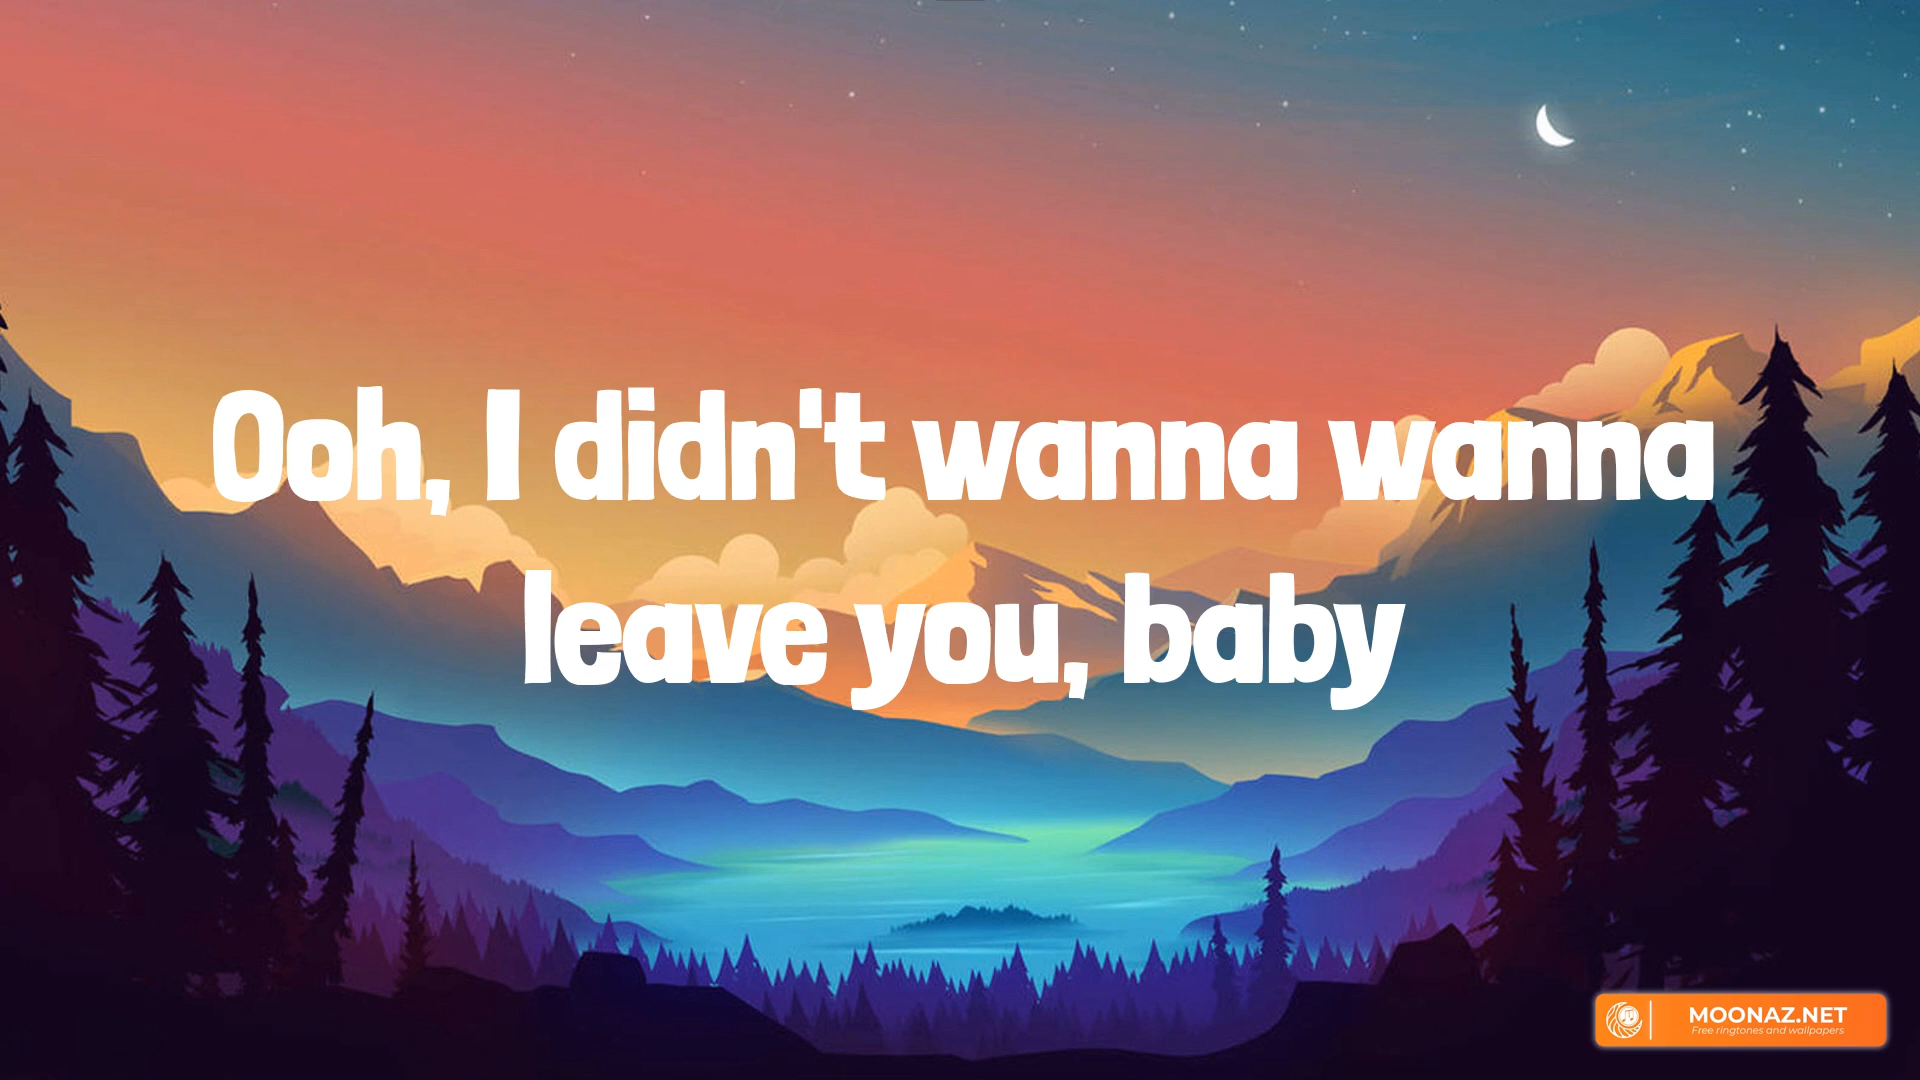 Ooh, I didn't wanna wanna
leave you, baby
MOONAZ.NET
Free ringtones and wallpapers